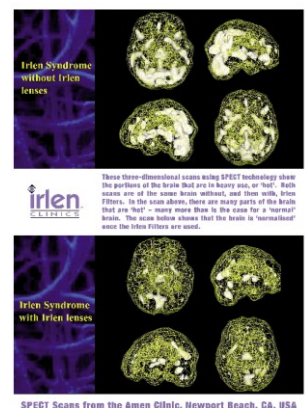 Irlen Syndrome
without Irlen
lenses
These three-dimensional scans using SPECT technology show
the portions of the brain that are in heavy use, or 'hot'. Both
scans are of the same brain without, and then with, Irlen
Filters. In the scan above, there are many parts of the brain
that are 'hot' - many more than is the case for a 'normal'
brain. The scan below shows that the brain is 'normalised'
once the Irlen Filters are used.
irlen
CLINICS
Irlen Syndrome
with Irlen lenses
SPECT Scans from the Amen Clinic, Newport Beach, CA, USA